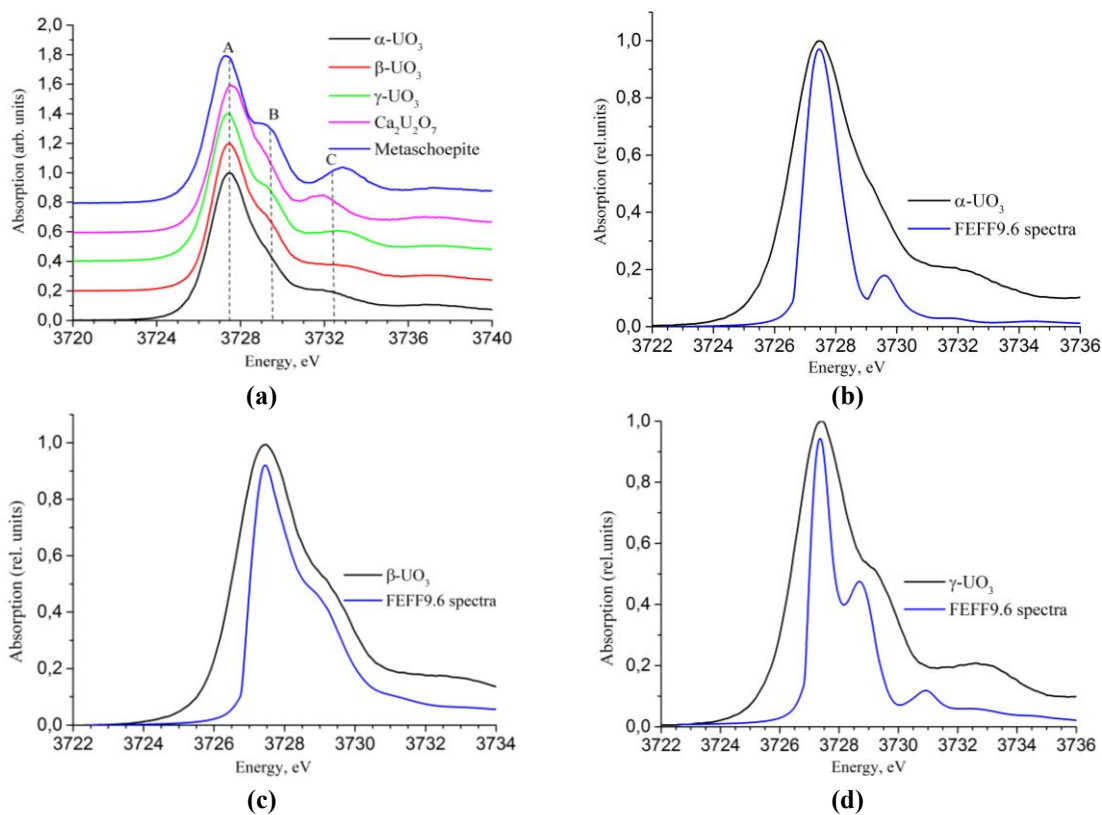 2,0
1,8
1,6
1,4
1,2
1,0
0,8
0,6
0,4
0,2
0,0
Absorption (arb. units)
A
B
C
α-UO₃
β-UO₃
γ-UO₃
Ca₂U₂O₇
Metaschoepite
3720 3724 3728 3732 3736 3740
Energy, eV
(a)
1,0
0,8
0,6
0,4
0,2
0,0
Absorption (rel.units)
α-UO₃
FEFF9.6 spectra
3722 3724 3726 3728 3730 3732 3734 3736
Energy, eV
(b)
1,0
0,8
0,6
0,4
0,2
0,0
Absorption (rel. units)
β-UO₃
FEFF9.6 spectra
3722 3724 3726 3728 3730 3732 3734
Energy, eV
(c)
1,0
0,8
0,6
0,4
0,2
0,0
Absorption (rel.units)
γ-UO₃
FEFF9.6 spectra
3722 3724 3726 3728 3730 3732 3734 3736
Energy, eV
(d)